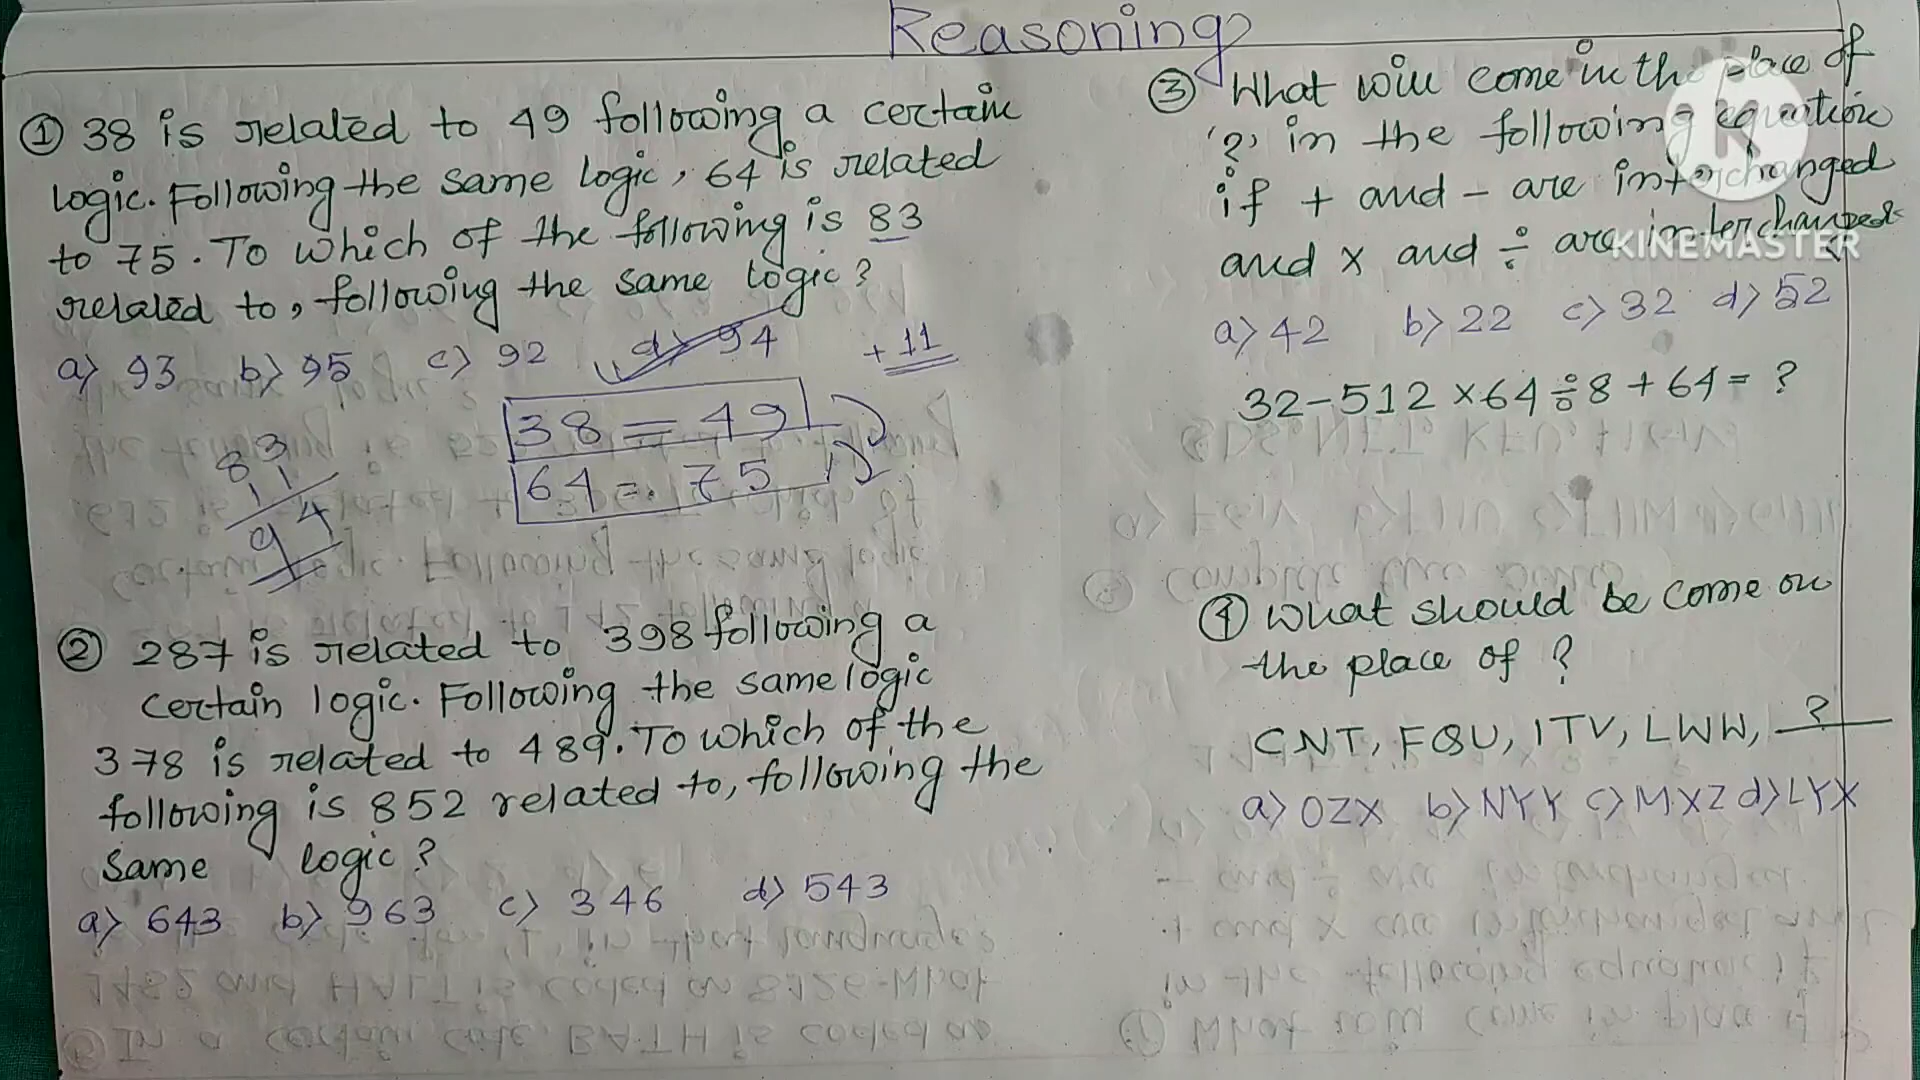 Reasoning
① 38 is related to 49 following a certain
logic. Following the same logic, 64 is related
to 75. To which of the following is 83
related to, following the same logic?
a) 93 b) 95 c) 92 d) 94 + 11
38 = 49
64 = 75
83
11
94
② 287 is related to 398 following a
certain logic. Following the same logic
378 is related to 489. To which of the
following is 852 related to, following the
same logic?
a) 643 b) 963 c) 346 d) 543
③ What will come in the place of
'?' in the following equation
if + and - are interchanged
and x and ÷ are interchanged
KINEMASTER
a) 42 b) 22 c) 32 d) 52
32 - 512 x 64 ÷ 8 + 64 = ?
④ What should be come on
the place of ?
CNT, FQU, ITV, LWW, ?
a) OZX b) NYY c) MXZ d) LYX